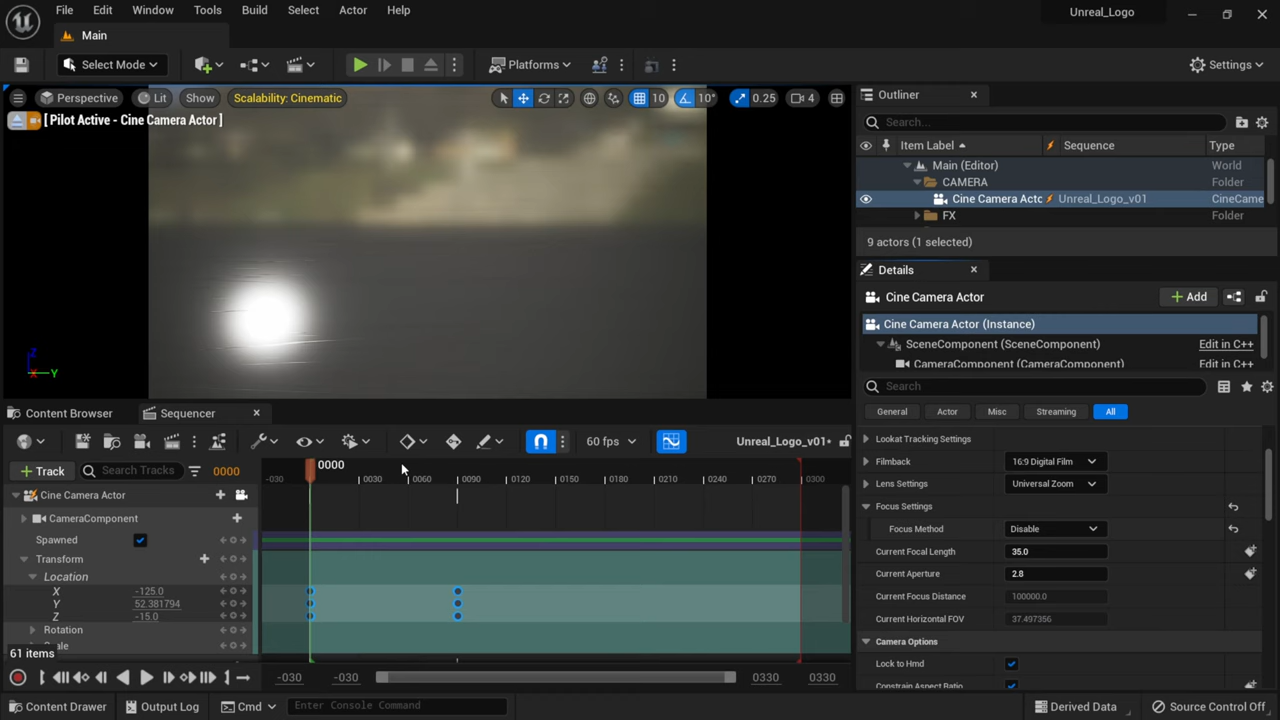 File Edit Window Tools Build Select Actor Help
Unreal_Logo
Main
Select Mode
Platforms
Settings
Perspective Lit Show Scalability: Cinematic
10 10° 0.25 4
[ Pilot Active - Cine Camera Actor ]
Z
X Y
Outliner
Search...
Item Label Sequence Type
Main (Editor) World
CAMERA Folder
Cine Camera Actc Unreal_Logo_v01 CineCame
FX Folder
9 actors (1 selected)
Details
Cine Camera Actor
Add
Cine Camera Actor (Instance)
SceneComponent (SceneComponent) Edit in C++
CameraComponent (CameraComponent) Edit in C++
Search
General Actor Misc Streaming All
Lookat Tracking Settings
Filmback 16:9 Digital Film
Lens Settings Universal Zoom
Focus Settings
Focus Method Disable
Current Focal Length 35.0
Current Aperture 2.8
Current Focus Distance 100000.0
Current Horizontal FOV 37.497356
Camera Options
Lock to Hmd
Constrain Aspect Ratio
Content Browser
Sequencer
60 fps
Unreal_Logo_v01*
+ Track
Search Tracks
0000
0000
-030 0030 0060 0090 0120 0150 0180 0210 0240 0270 0300
Cine Camera Actor
CameraComponent
Spawned
Transform
Location
X -125.0
Y 52.381794
Z -15.0
Rotation
Scale
61 items
-030 -030 0330 0330
Content Drawer
Output Log
Cmd
Enter Console Command
Derived Data
Source Control Off